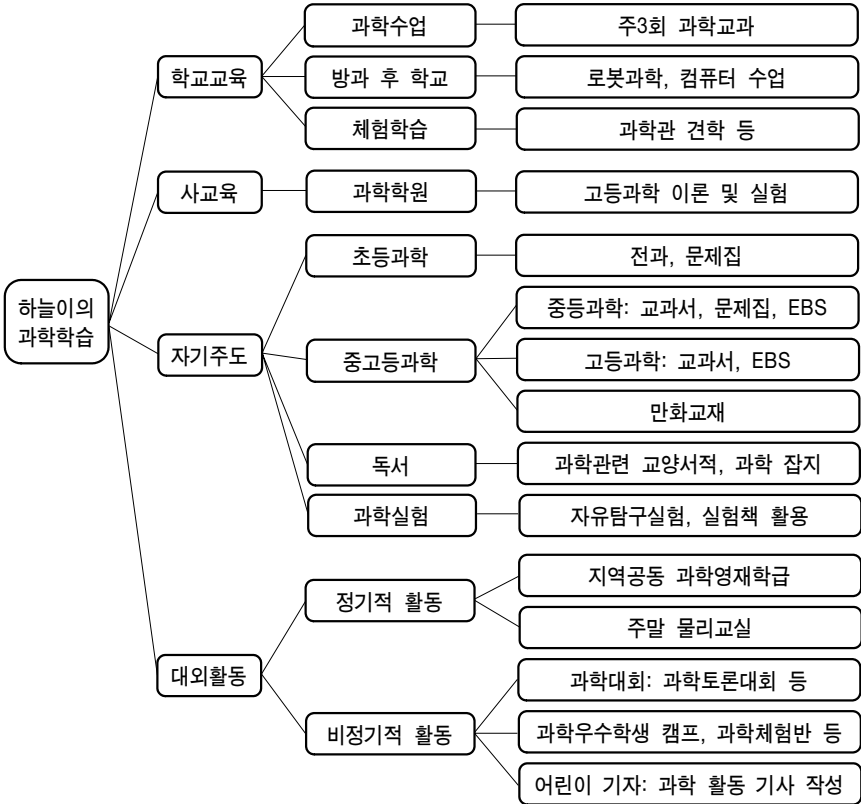 하늘이의
과학학습
학교교육
과학수업
주3회 과학교과
방과 후 학교
로봇과학, 컴퓨터 수업
체험학습
과학관 견학 등
사교육
과학학원
고등과학 이론 및 실험
자기주도
초등과학
전과, 문제집
중고등과학
중등과학: 교과서, 문제집, EBS
고등과학: 교과서, EBS
만화교재
독서
과학관련 교양서적, 과학 잡지
과학실험
자유탐구실험, 실험책 활용
대외활동
정기적 활동
지역공동 과학영재학급
주말 물리교실
비정기적 활동
과학대회: 과학토론대회 등
과학우수학생 캠프, 과학체험반 등
어린이 기자: 과학 활동 기사 작성